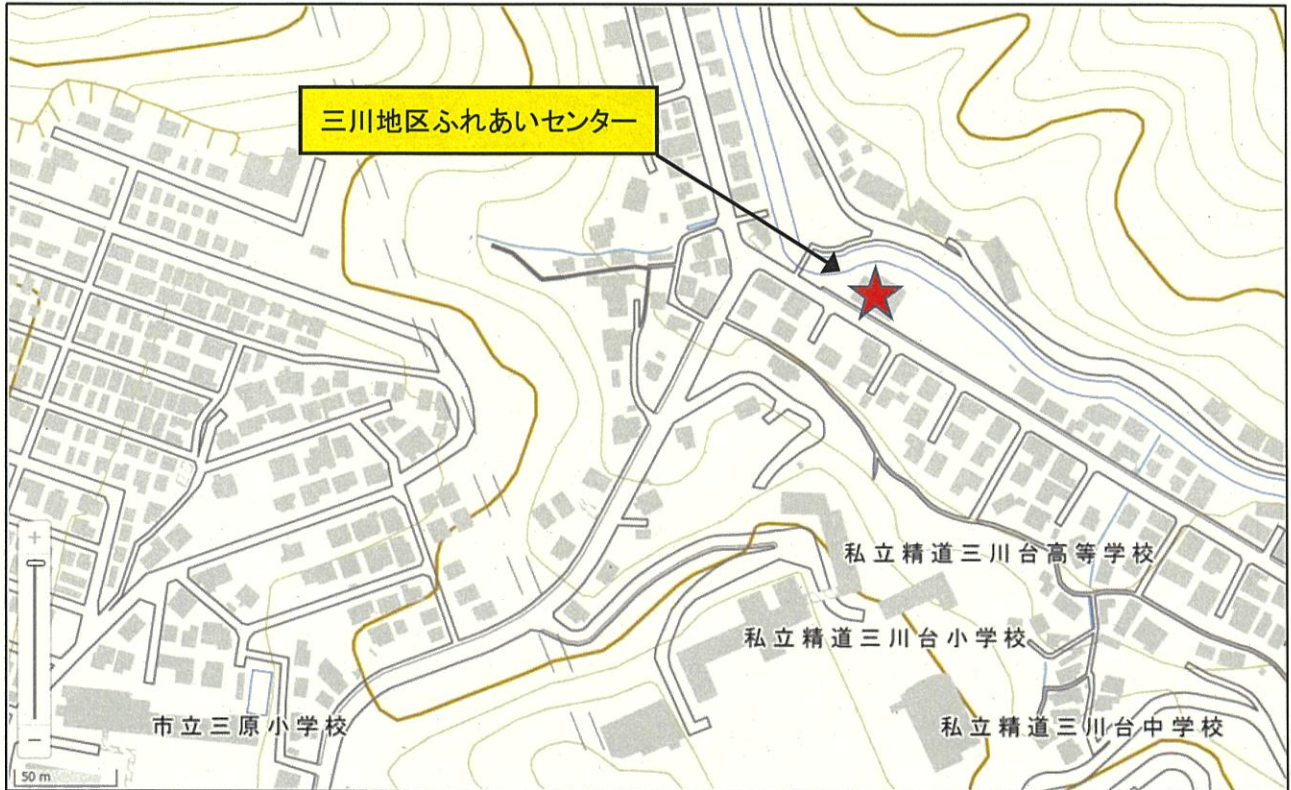 三川地区ふれあいセンター
私立精道三川台高等学校
私立精道三川台小学校
市立三原小学校
私立精道三川台中学校
+
−
50 m